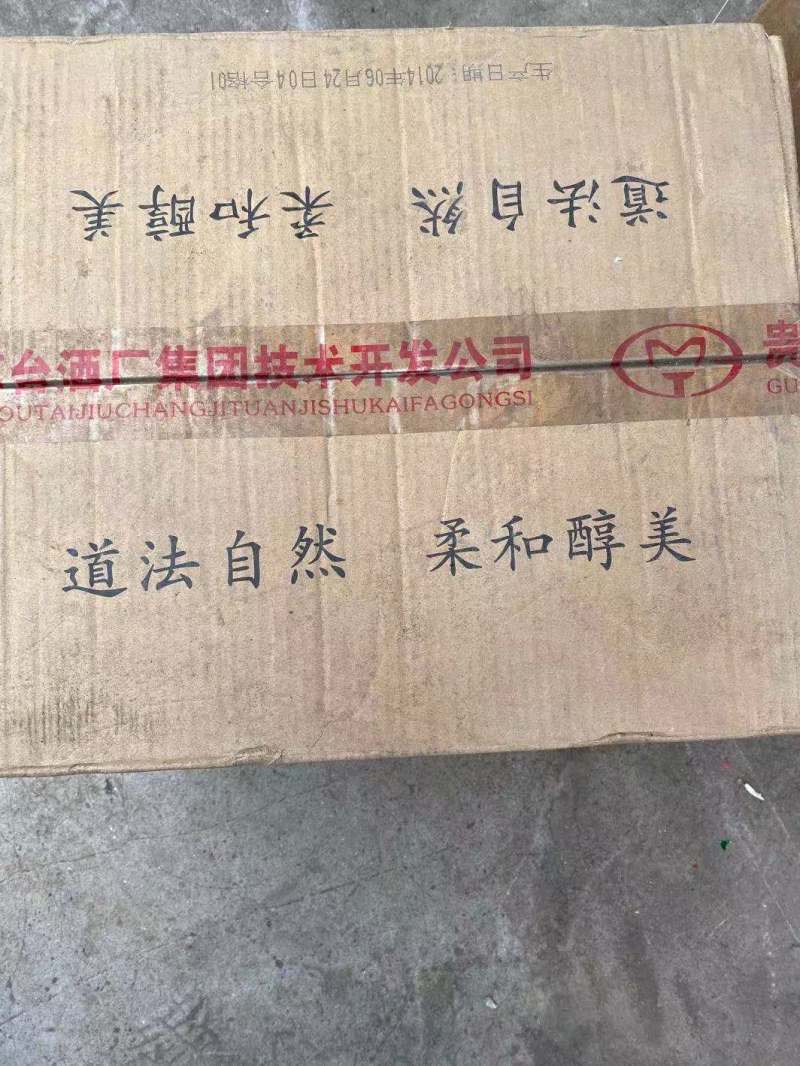 生产日期：2014年06月24日04合格01
道法自然 柔和醇美
台酒厂集团技术开发公司 贵
OUTAIJIUCHANGJITUANJISHUKAIFAGONGSI GU
道法自然 柔和醇美